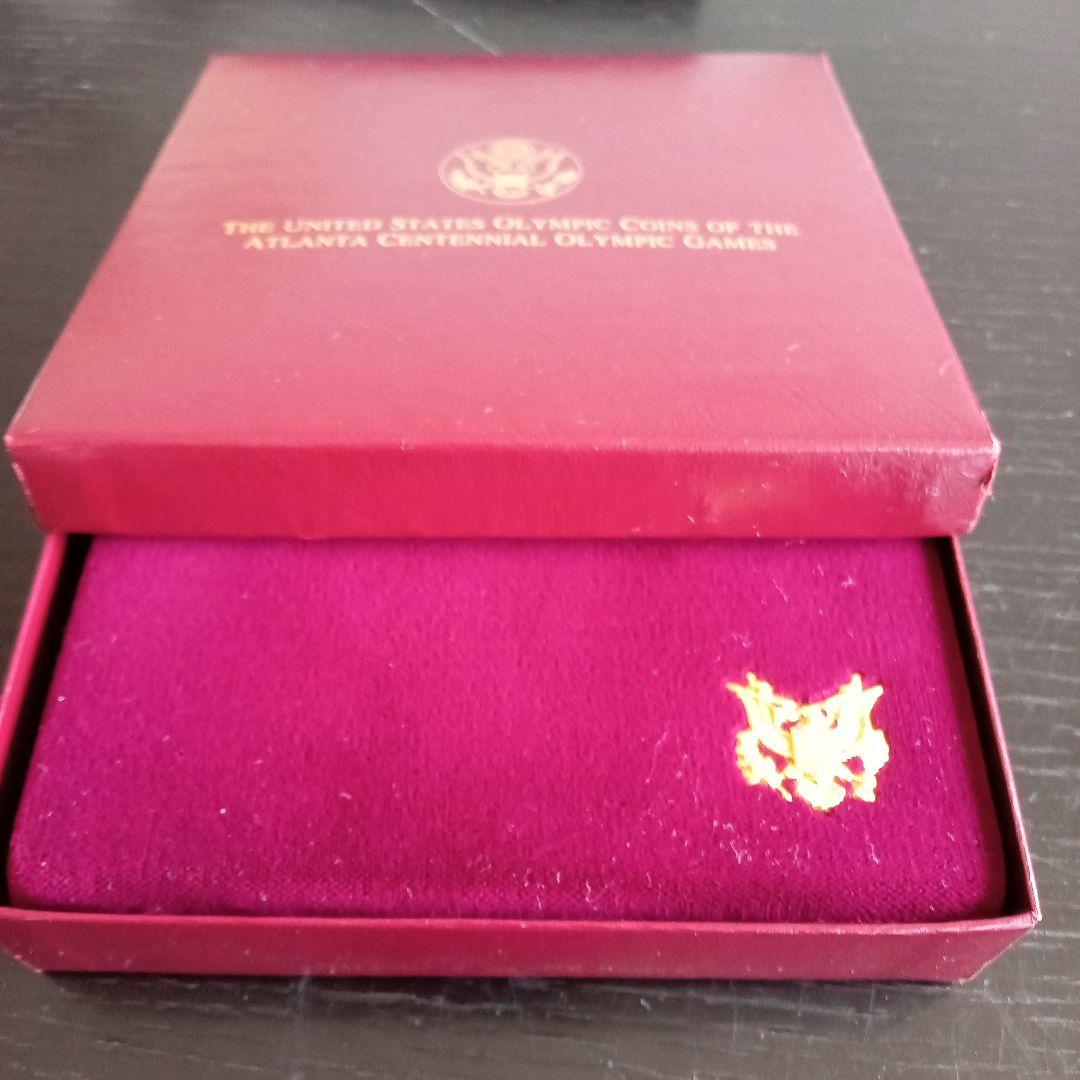 THE UNITED STATES OLYMPIC COINS OF THE
ATLANTA CENTENNIAL OLYMPIC GAMES